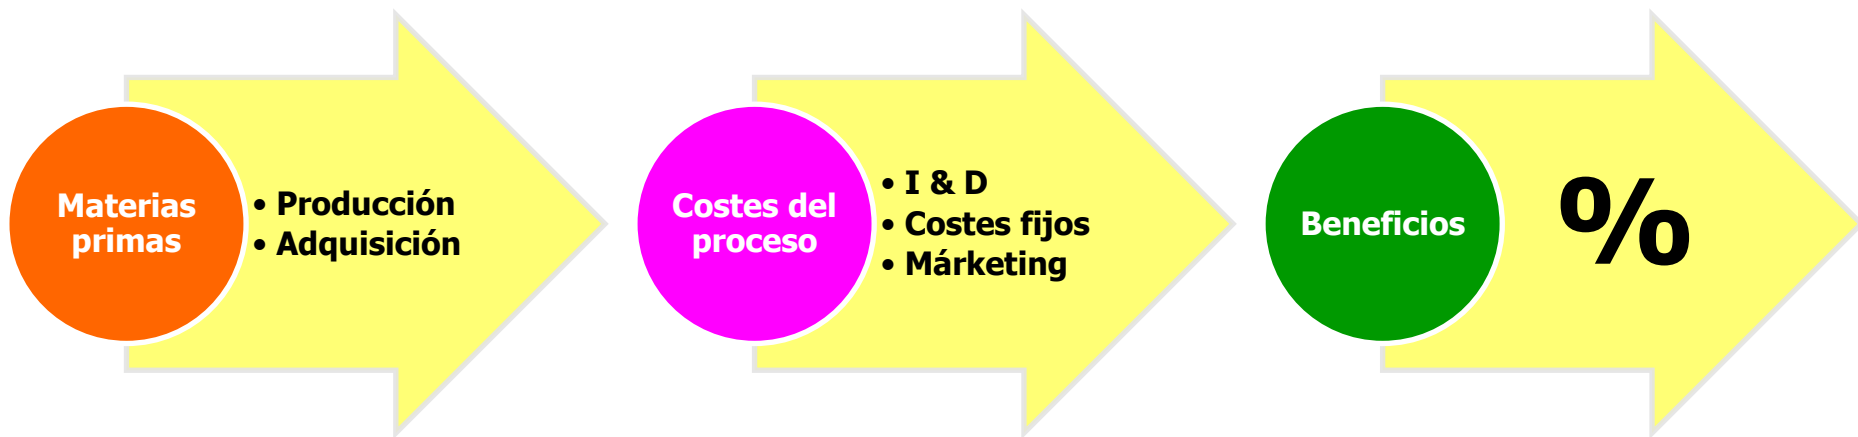 Materias
primas
• Producción
• Adquisición
Costes del
proceso
• I & D
• Costes fijos
• Márketing
Beneficios
%